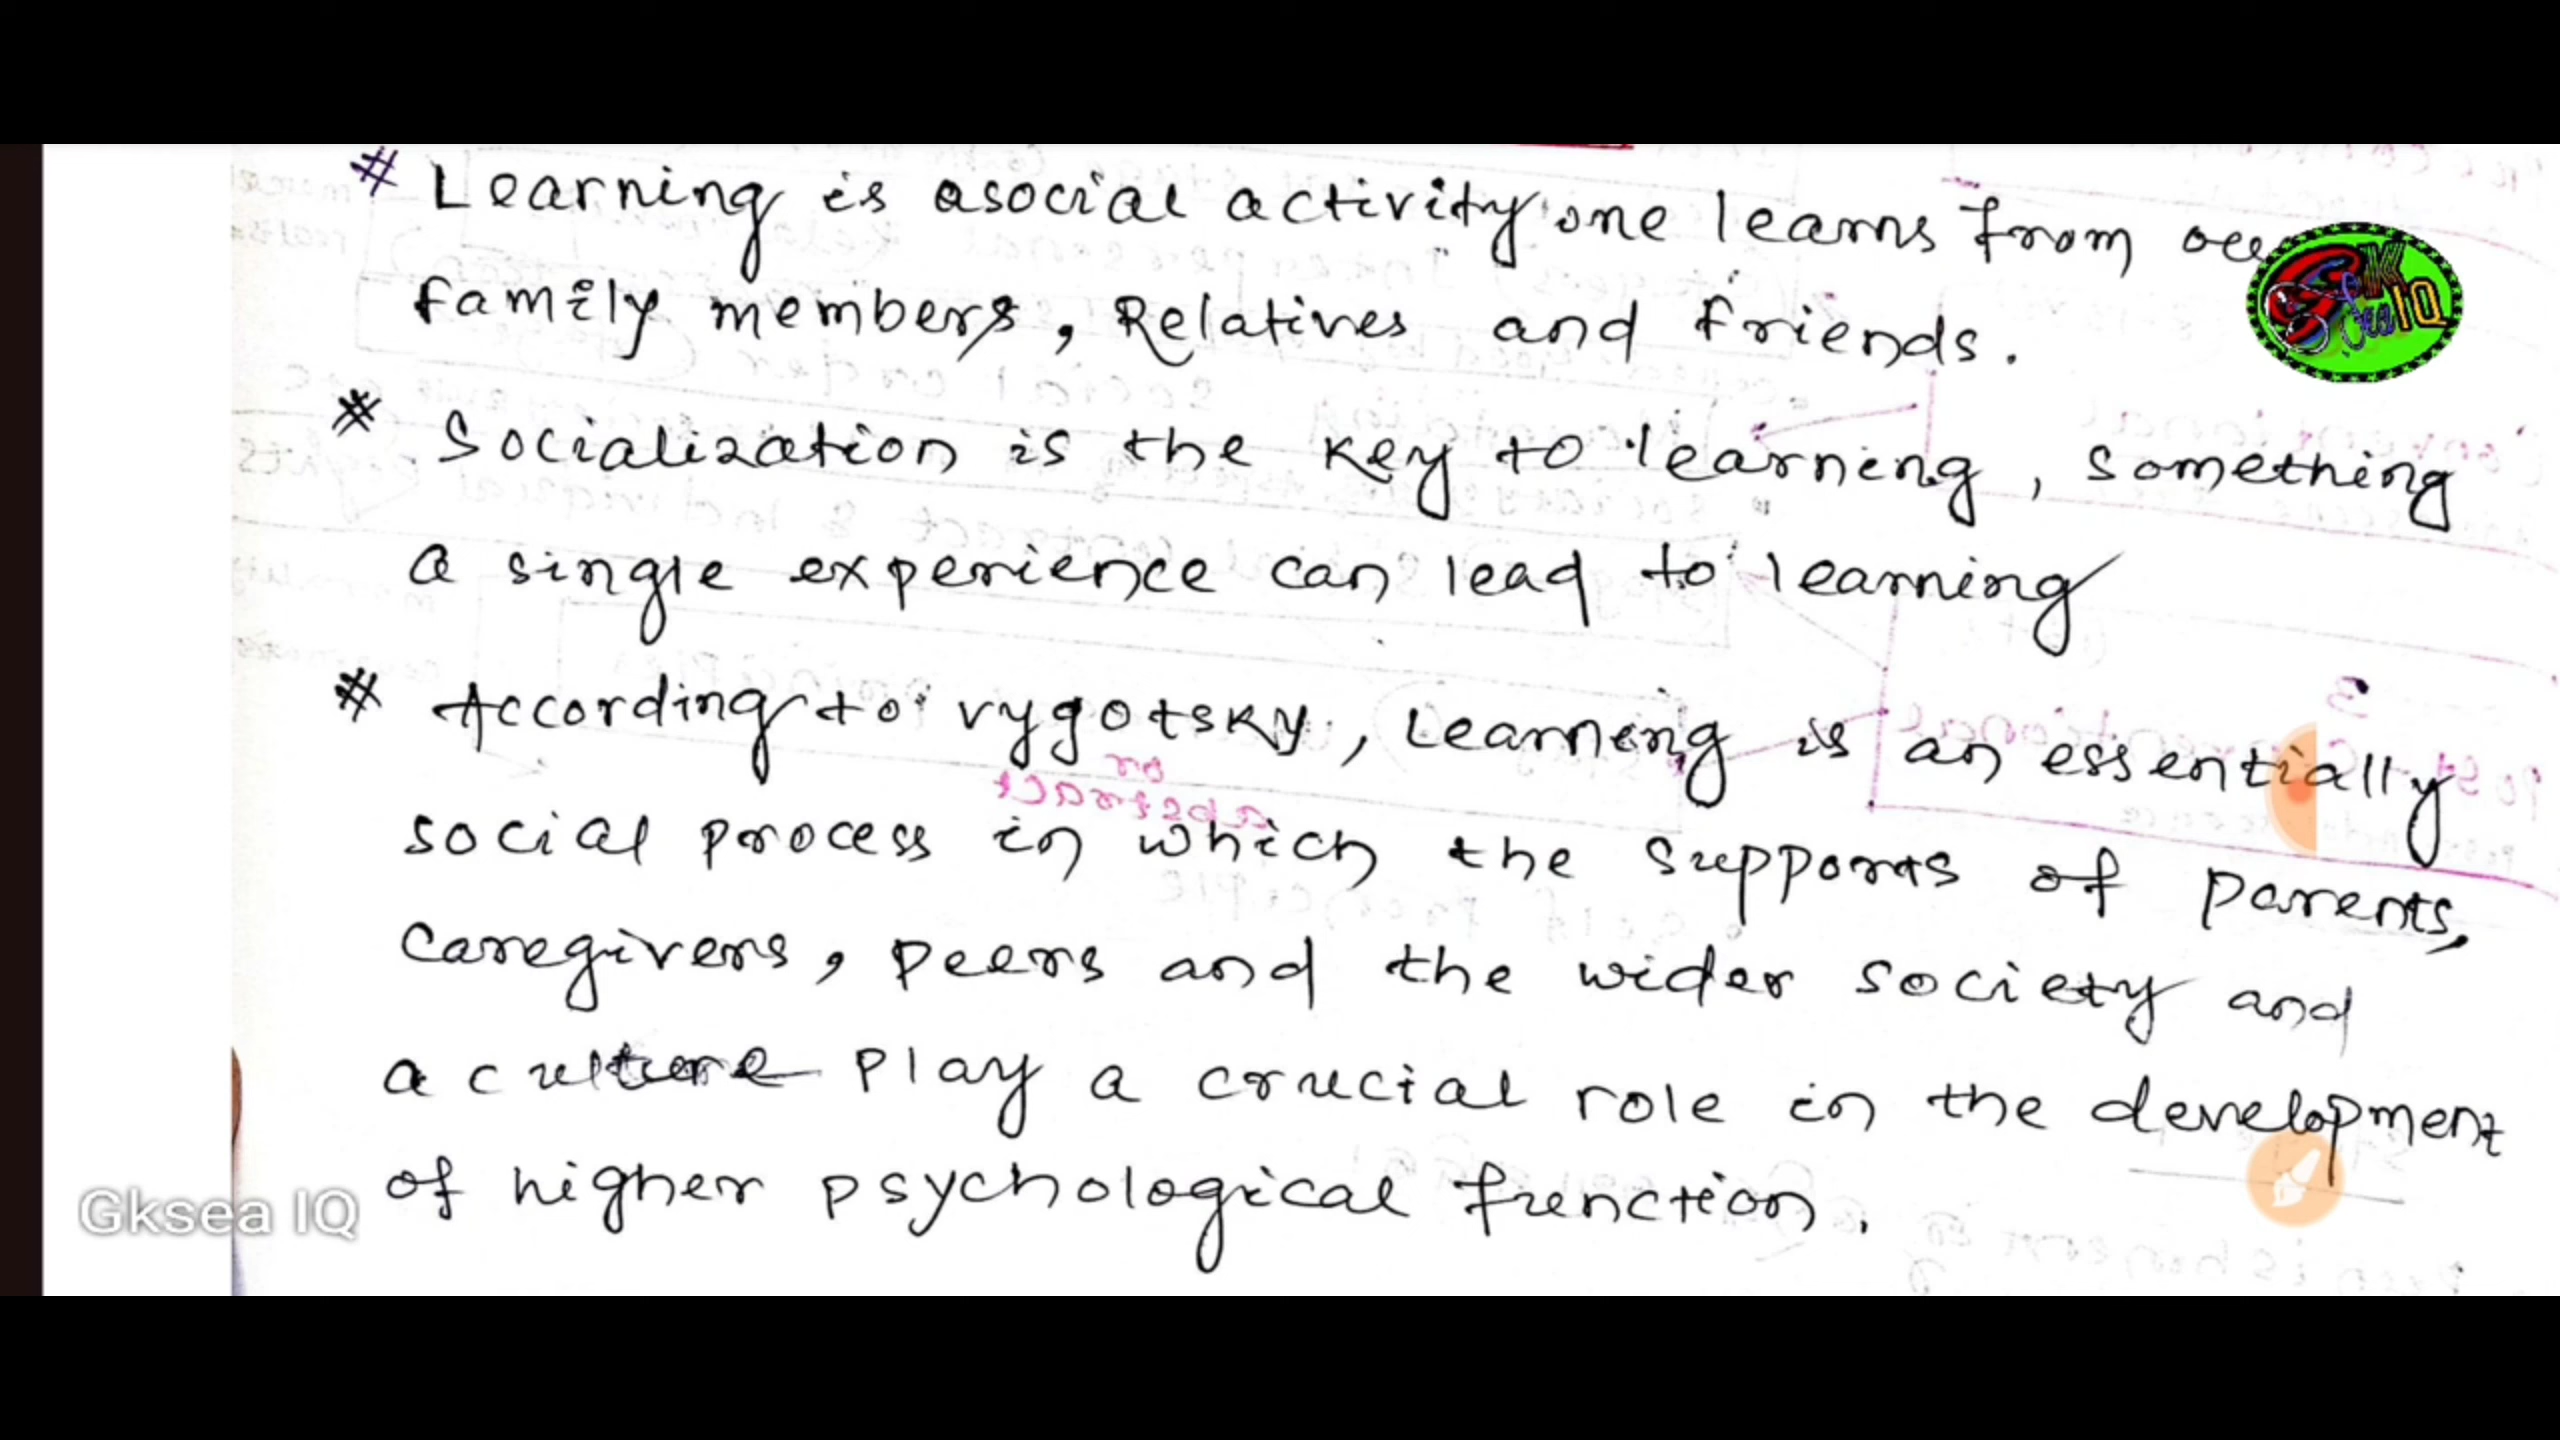 # Learning is asocial activity one learns from
family members, Relatives and friends.
# Socialization is the key to learning, something
a single experience can lead to learning
# According to vygotsky, Learning is an essentially
social process in which the supports of parents,
caregivers, peers and the wider society and
a culture play a crucial role in the development
of higher psychological function.
Gksea IQ